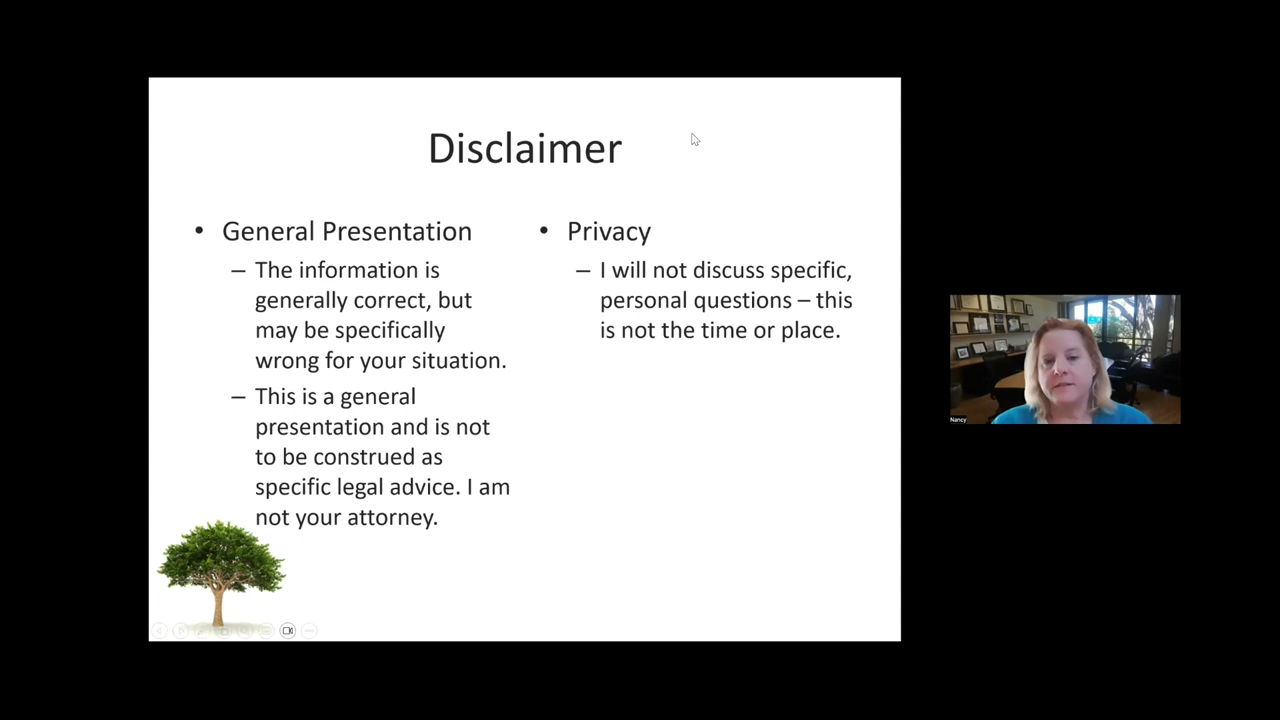 Disclaimer
• General Presentation
– The information is
generally correct, but
may be specifically
wrong for your situation.
– This is a general
presentation and is not
to be construed as
specific legal advice. I am
not your attorney.
• Privacy
– I will not discuss specific,
personal questions – this
is not the time or place.
Nancy